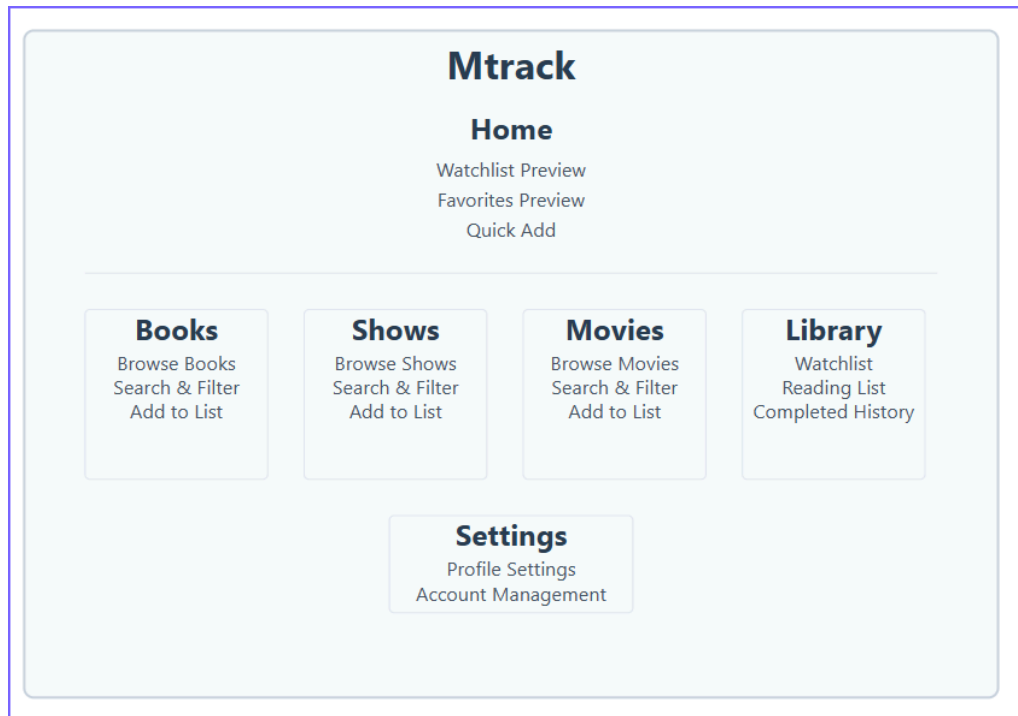 Mtrack
Home
Watchlist Preview
Favorites Preview
Quick Add
Books
Browse Books
Search & Filter
Add to List
Shows
Browse Shows
Search & Filter
Add to List
Movies
Browse Movies
Search & Filter
Add to List
Library
Watchlist
Reading List
Completed History
Settings
Profile Settings
Account Management